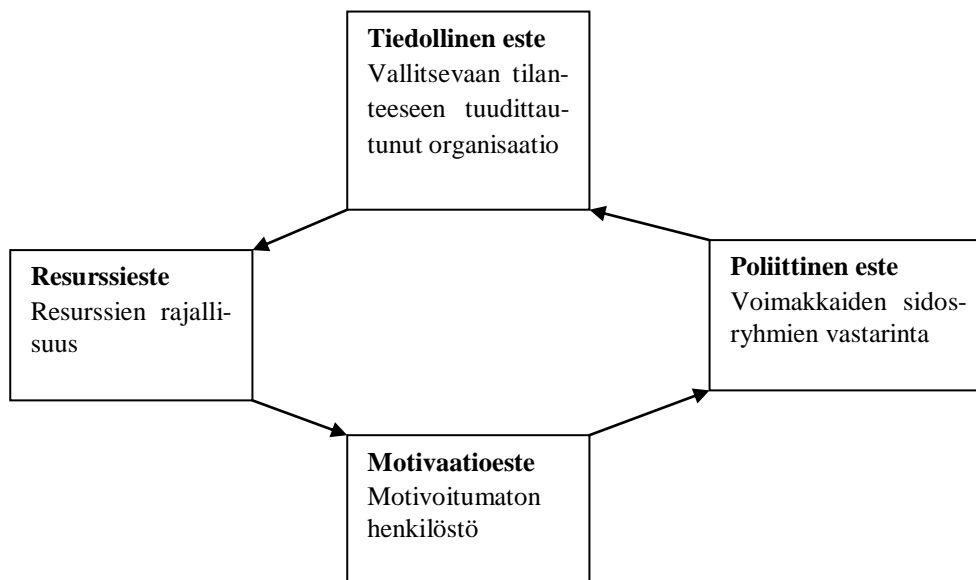 Tiedollinen este
Vallitsevaan tilan-
teeseen tuudittau-
tunut organisaatio
Resurssieste
Resurssien rajalli-
suus
Poliittinen este
Voimakkaiden sidos-
ryhmien vastarinta
Motivaatioeste
Motivoitumaton
henkilöstö